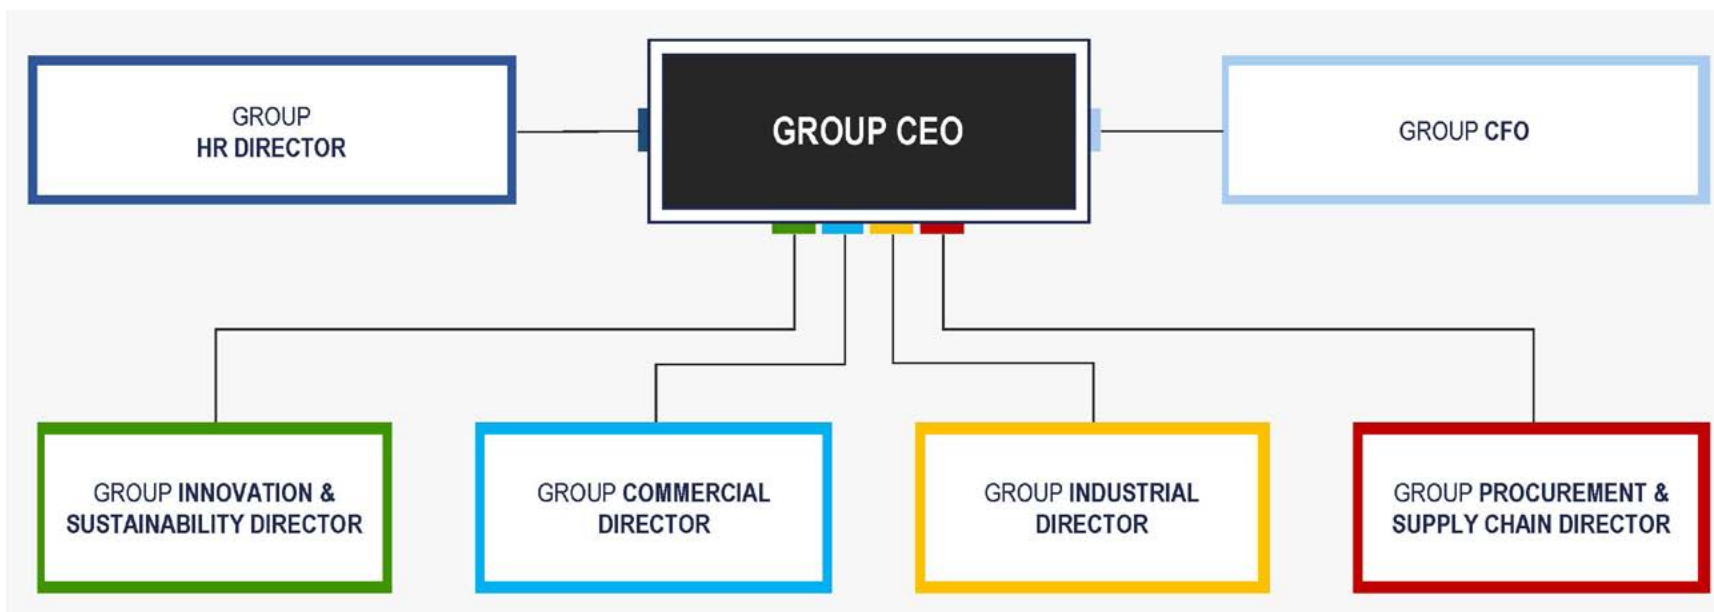 GROUP
HR DIRECTOR
GROUP CEO
GROUP CFO
GROUP INNOVATION &
SUSTAINABILITY DIRECTOR
GROUP COMMERCIAL
DIRECTOR
GROUP INDUSTRIAL
DIRECTOR
GROUP PROCUREMENT &
SUPPLY CHAIN DIRECTOR